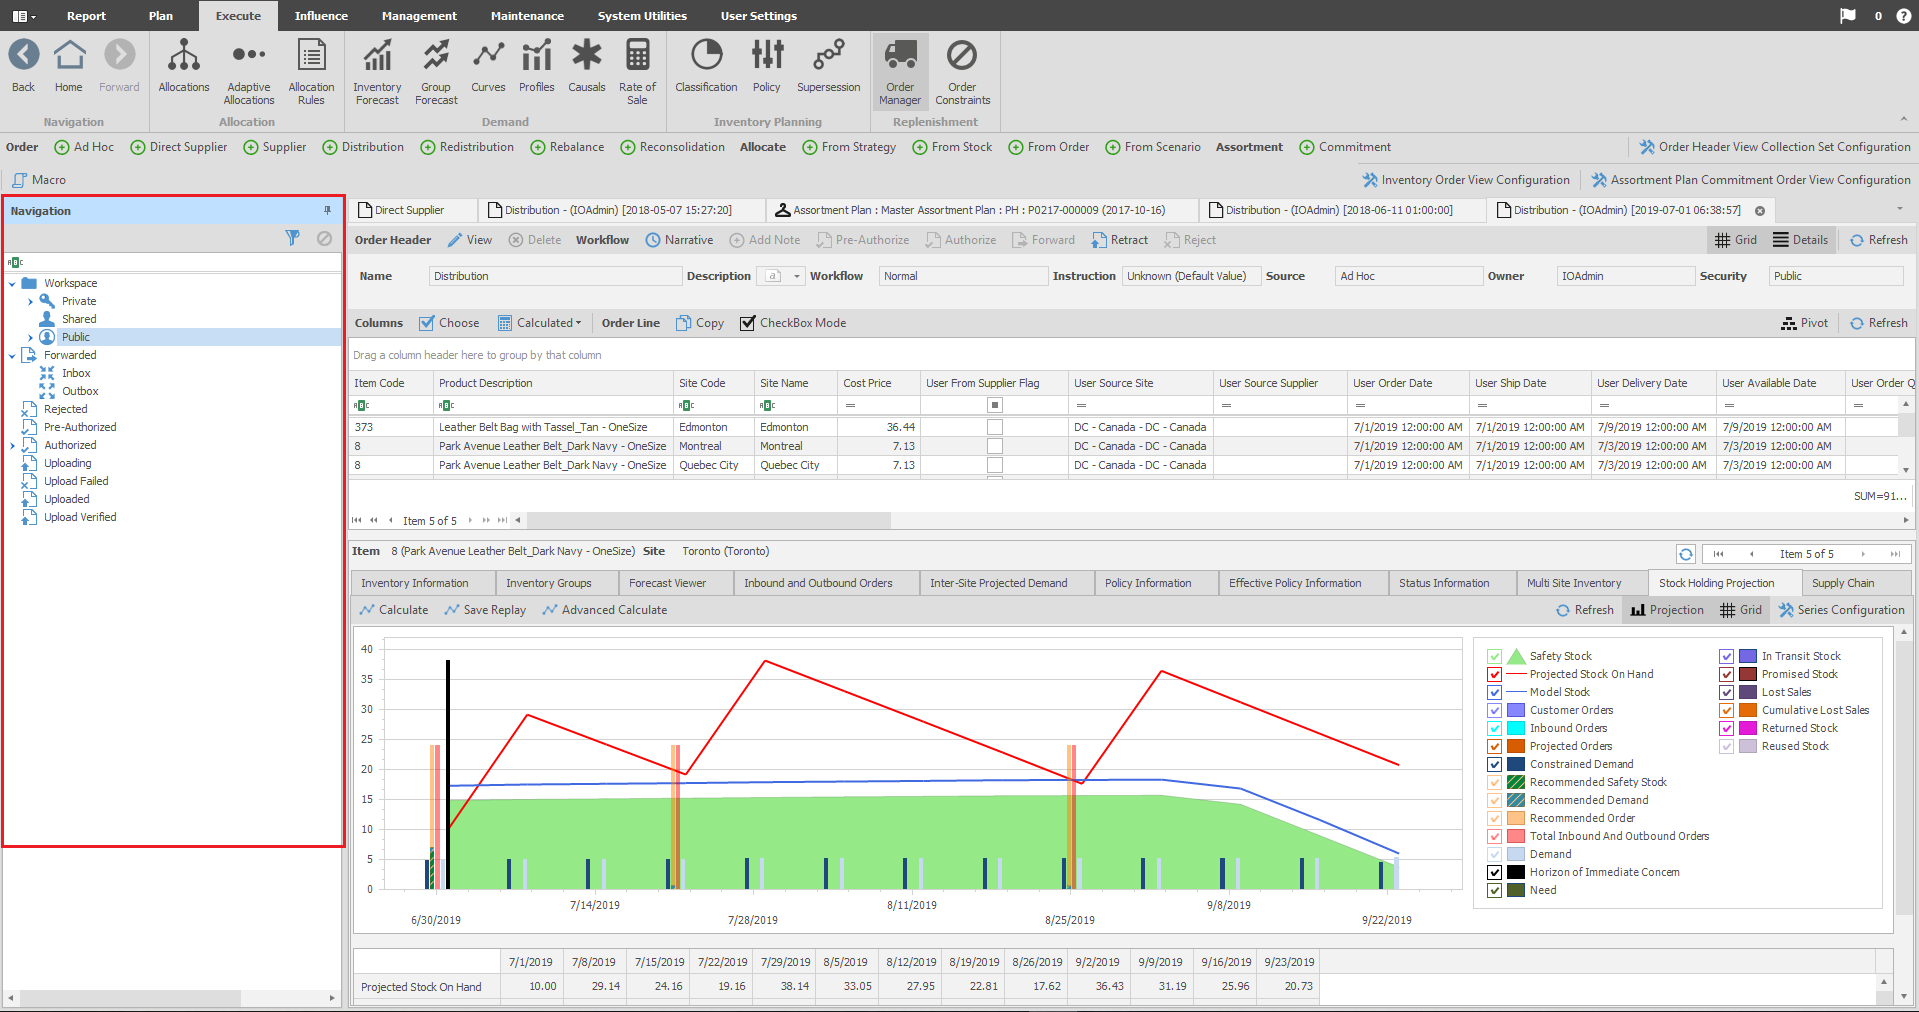 Report Plan Execute Influence Management Maintenance System Utilities User Settings 0 ?
Back Home Forward Allocations Adaptive Allocations Allocation Rules Inventory Forecast Group Forecast Curves Profiles Causals Rate of Sale Classification Policy Supersession Order Manager Order Constraints
Navigation Allocation Demand Inventory Planning Replenishment
Order Ad Hoc Direct Supplier Supplier Distribution Redistribution Rebalance Reconsolidation Allocate From Strategy From Stock From Order From Scenario Assortment Commitment Order Header View Collection Set Configuration
Macro Inventory Order View Configuration Assortment Plan Commitment Order View Configuration
Navigation
ABC
Workspace
Private
Shared
Public
Forwarded
Inbox
Outbox
Rejected
Pre-Authorized
Authorized
Uploading
Upload Failed
Uploaded
Upload Verified
Direct Supplier Distribution - (IOAdmin) [2018-05-07 15:27:20] Assortment Plan : Master Assortment Plan : PH : P0217-000009 (2017-10-16) Distribution - (IOAdmin) [2018-06-11 01:00:00] Distribution - (IOAdmin) [2019-07-01 06:38:57]
Order Header View Delete Workflow Narrative Add Note Pre-Authorize Authorize Forward Retract Reject Grid Details Refresh
Name Distribution Description a Workflow Normal Instruction Unknown (Default Value) Source Ad Hoc Owner IOAdmin Security Public
Columns Choose Calculated Order Line Copy CheckBox Mode Pivot Refresh
Drag a column header here to group by that column
Item Code Product Description Site Code Site Name Cost Price User From Supplier Flag User Source Site User Source Supplier User Order Date User Ship Date User Delivery Date User Available Date User Order Q
ABC ABC ABC ABC = = = = = = = =
373 Leather Belt Bag with Tassel_Tan - OneSize Edmonton Edmonton 36.44 DC - Canada - DC - Canada 7/1/2019 12:00:00 AM 7/1/2019 12:00:00 AM 7/9/2019 12:00:00 AM 7/9/2019 12:00:00 AM
8 Park Avenue Leather Belt_Dark Navy - OneSize Montreal Montreal 7.13 DC - Canada - DC - Canada 7/1/2019 12:00:00 AM 7/1/2019 12:00:00 AM 7/3/2019 12:00:00 AM 7/3/2019 12:00:00 AM
8 Park Avenue Leather Belt_Dark Navy - OneSize Quebec City Quebec City 7.13 DC - Canada - DC - Canada 7/1/2019 12:00:00 AM 7/1/2019 12:00:00 AM 7/3/2019 12:00:00 AM 7/3/2019 12:00:00 AM
SUM=91...
Item 5 of 5
Item 8 (Park Avenue Leather Belt_Dark Navy - OneSize) Site Toronto (Toronto) Item 5 of 5
Inventory Information Inventory Groups Forecast Viewer Inbound and Outbound Orders Inter-Site Projected Demand Policy Information Effective Policy Information Status Information Multi Site Inventory Stock Holding Projection Supply Chain
Calculate Save Replay Advanced Calculate Refresh Projection Grid Series Configuration
40
35
30
25
20
15
10
5
0
7/14/2019 8/11/2019 9/8/2019
6/30/2019 7/28/2019 8/25/2019 9/22/2019
Safety Stock
Projected Stock On Hand
Model Stock
Customer Orders
Inbound Orders
Projected Orders
Constrained Demand
Recommended Safety Stock
Recommended Demand
Recommended Order
Total Inbound And Outbound Orders
Demand
Horizon of Immediate Concern
Need
In Transit Stock
Promised Stock
Lost Sales
Cumulative Lost Sales
Returned Stock
Reused Stock
7/1/2019 7/8/2019 7/15/2019 7/22/2019 7/29/2019 8/5/2019 8/12/2019 8/19/2019 8/26/2019 9/2/2019 9/9/2019 9/16/2019 9/23/2019
Projected Stock On Hand 10.00 29.14 24.16 19.16 38.14 33.05 27.95 22.81 17.62 36.43 31.19 25.96 20.73